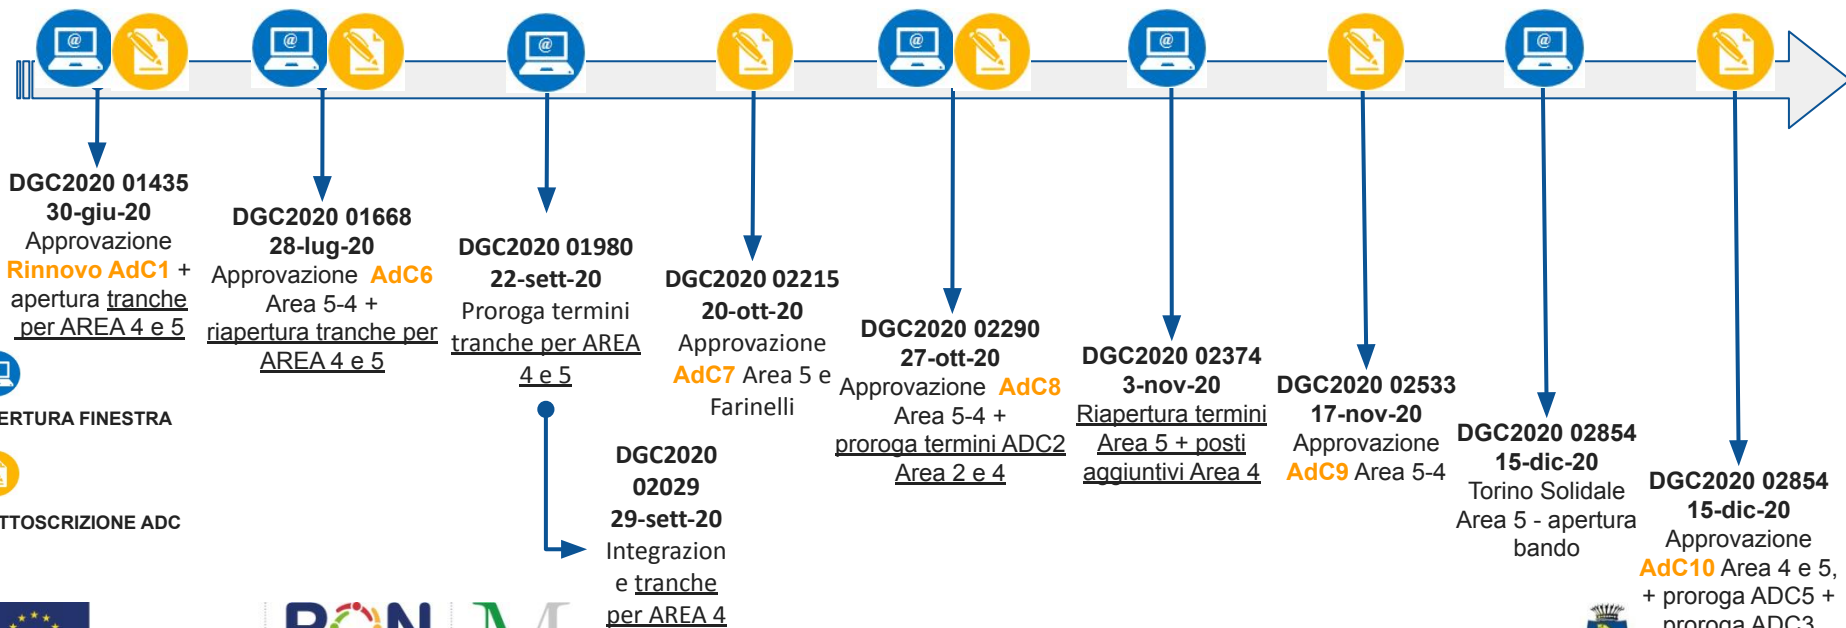 DGC2020 01435
30-giu-20
Approvazione
Rinnovo AdC1 +
apertura tranche
per AREA 4 e 5
DGC2020 01668
28-lug-20
Approvazione AdC6
Area 5-4 +
riapertura tranche per
AREA 4 e 5
DGC2020 01980
22-sett-20
Proroga termini
tranche per AREA
4 e 5
DGC2020
02029
29-sett-20
Integrazion
e tranche
per AREA 4
DGC2020 02215
20-ott-20
Approvazione
AdC7 Area 5 e
Farinelli
DGC2020 02290
27-ott-20
Approvazione AdC8
Area 5-4 +
proroga termini ADC2
Area 2 e 4
DGC2020 02374
3-nov-20
Riapertura termini
Area 5 + posti
aggiuntivi Area 4
DGC2020 02533
17-nov-20
Approvazione
AdC9 Area 5-4
DGC2020 02854
15-dic-20
Torino Solidale
Area 5 - apertura
bando
DGC2020 02854
15-dic-20
Approvazione
AdC10 Area 4 e 5,
+ proroga ADC5 +
proroga ADC3
ERTURA FINESTRA
TTOSCRIZIONE ADC
PON
M